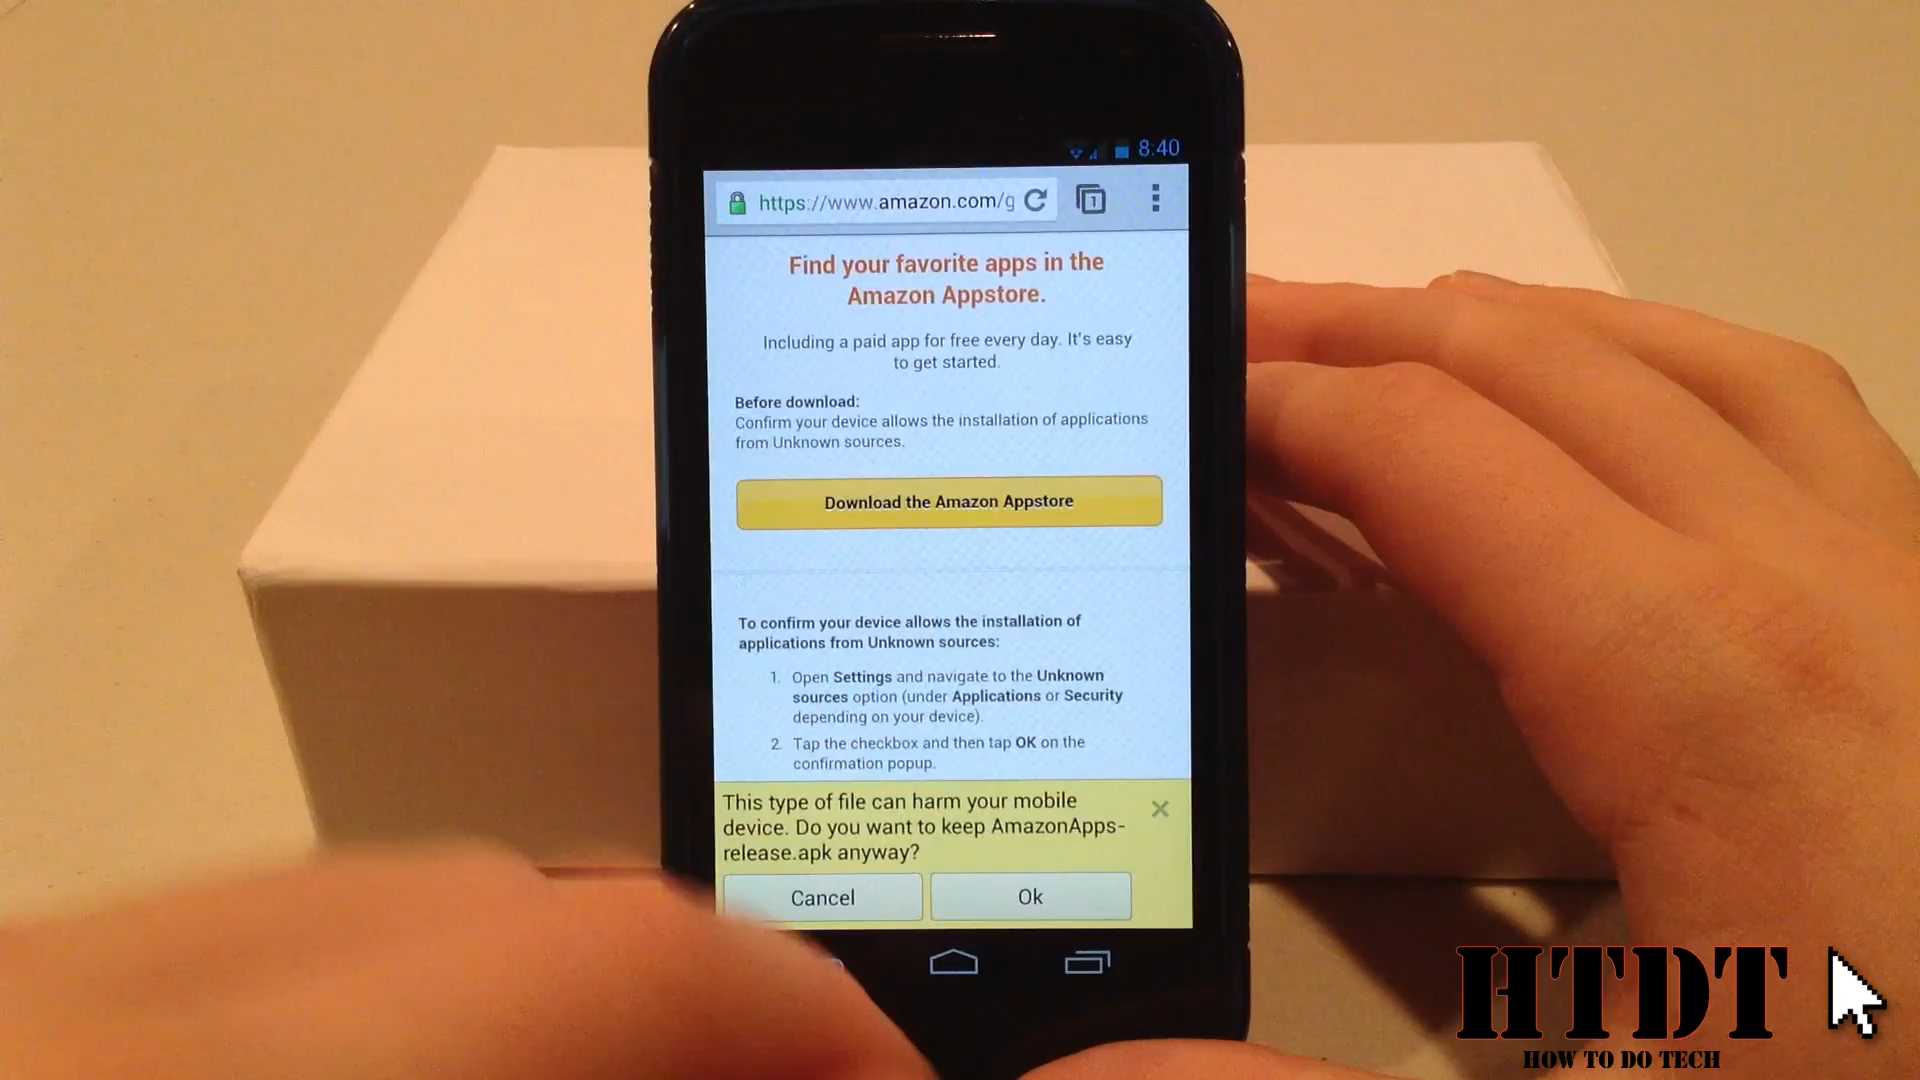 8:40
https://www.amazon.com/g
1
Find your favorite apps in the
Amazon Appstore.
Including a paid app for free every day. It's easy
to get started.
Before download:
Confirm your device allows the installation of applications
from Unknown sources.
Download the Amazon Appstore
To confirm your device allows the installation of
applications from Unknown sources:
1. Open Settings and navigate to the Unknown
sources option (under Applications or Security
depending on your device).
2. Tap the checkbox and then tap OK on the
confirmation popup.
This type of file can harm your mobile
device. Do you want to keep AmazonApps-
release.apk anyway?
Cancel
Ok
HTDT
HOW TO DO TECH